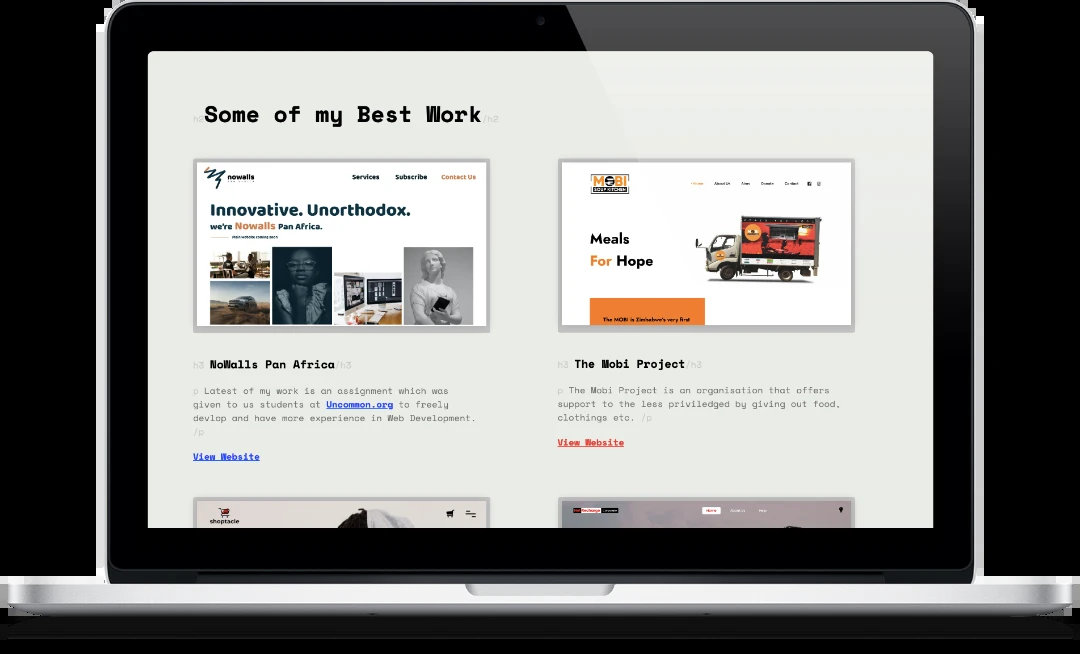 h2 Some of my Best Work /h2
nowalls
Services Subscribe Contact Us
Innovative. Unorthodox.
we're Nowalls Pan Africa.
Main website coming soon
h3 NoWalls Pan Africa /h3
p Latest of my work is an assignment which was
given to us students at Uncommon.org to freely
devlop and have more experience in Web Development.
/p
View Website
MOBI
SOUP KITCHEN
Home About Us Story Donate Contact
Meals
For Hope
The MOBI is Zimbabwe's very first
h3 The Mobi Project /h3
p The Mobi Project is an organisation that offers
support to the less priviledged by giving out food,
clothings etc. /p
View Website
shoptacle
Home